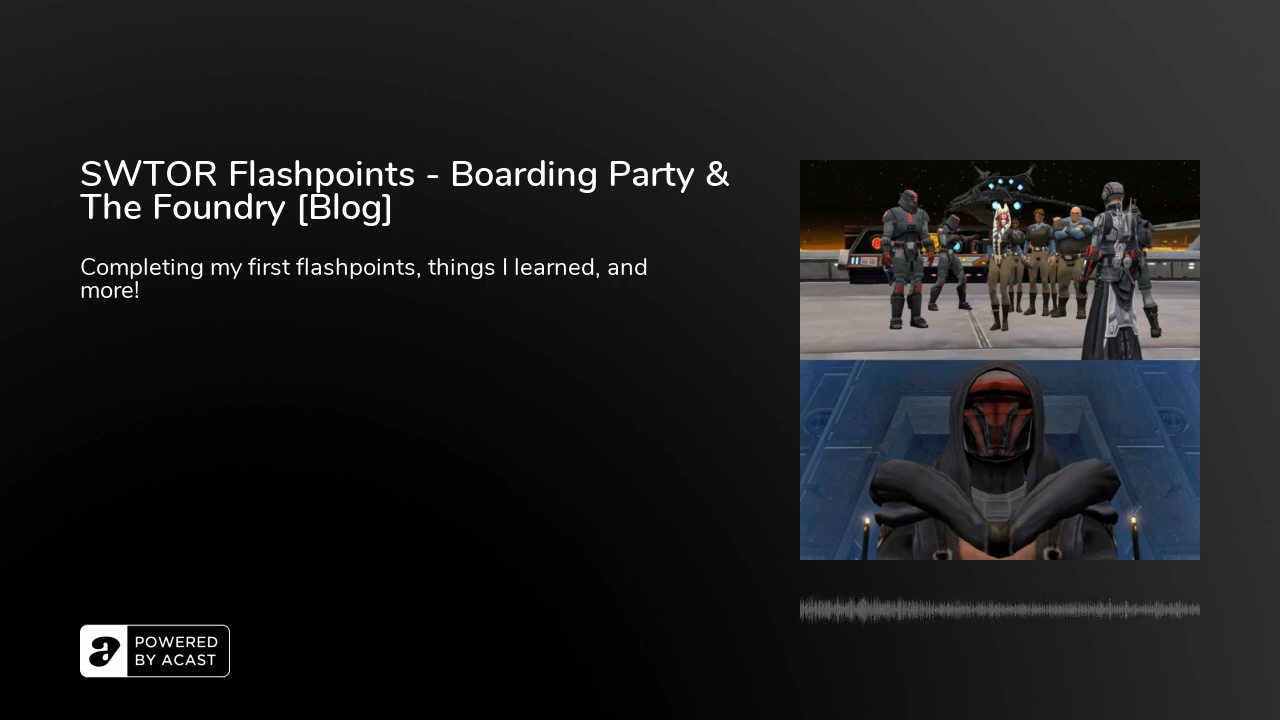 SWTOR Flashpoints - Boarding Party &
The Foundry [Blog]
Completing my first flashpoints, things I learned, and
more!
POWERED
BY ACAST